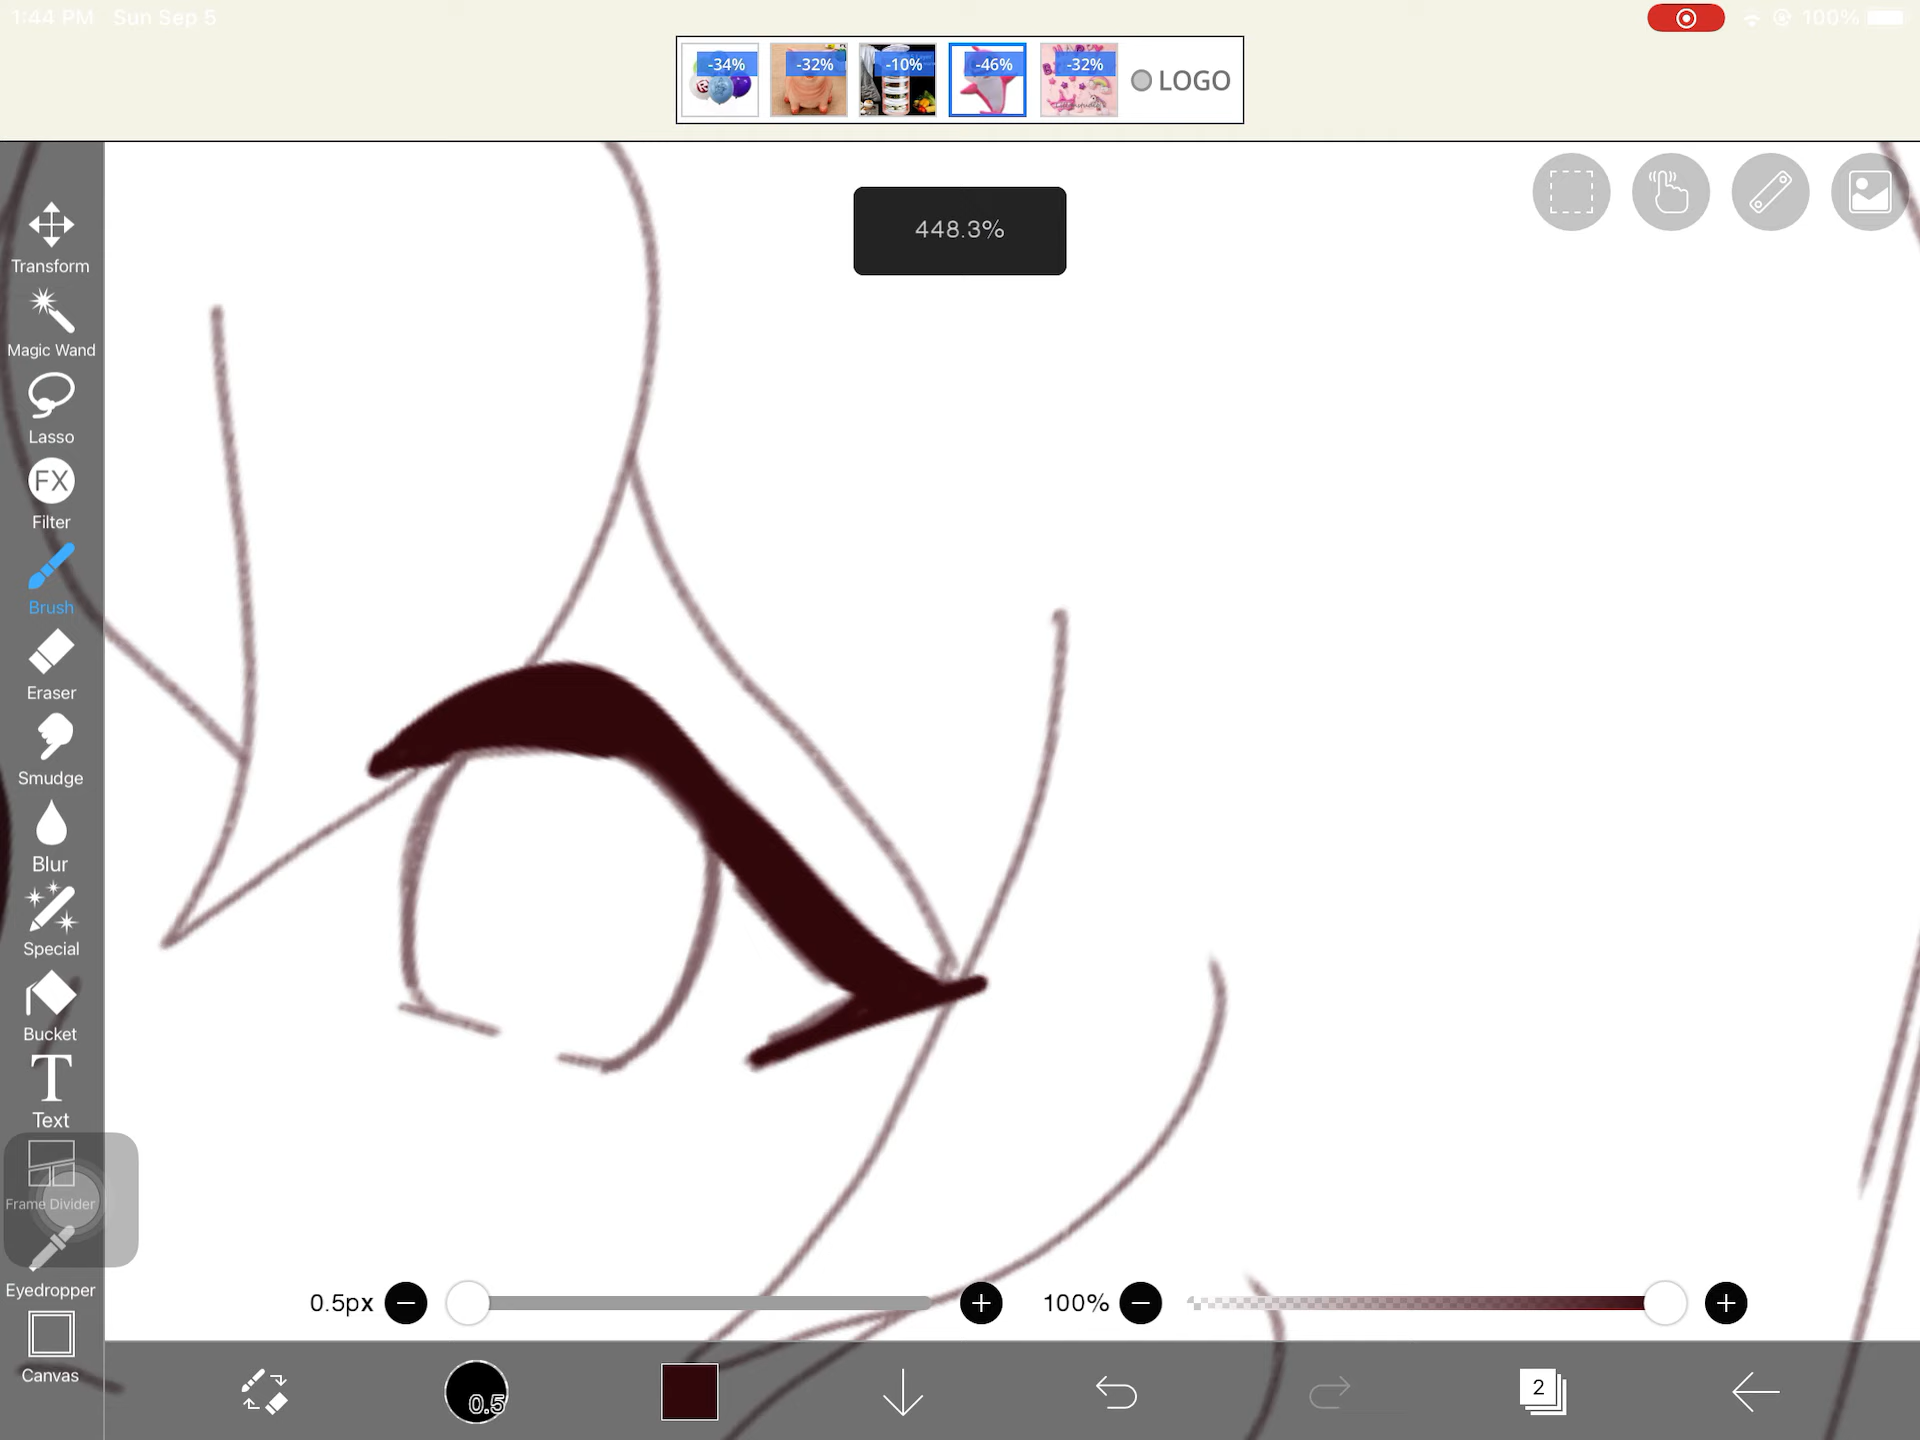 1:44 PM Sun Sep 5
100%
-34%
-32%
-10%
-46%
-32%
LOGO
448.3%
Transform
Magic Wand
Lasso
FX
Filter
Brush
Eraser
Smudge
Blur
Special
Bucket
T
Text
Frame Divider
Eyedropper
Canvas
0.5px
100%
0.5
2